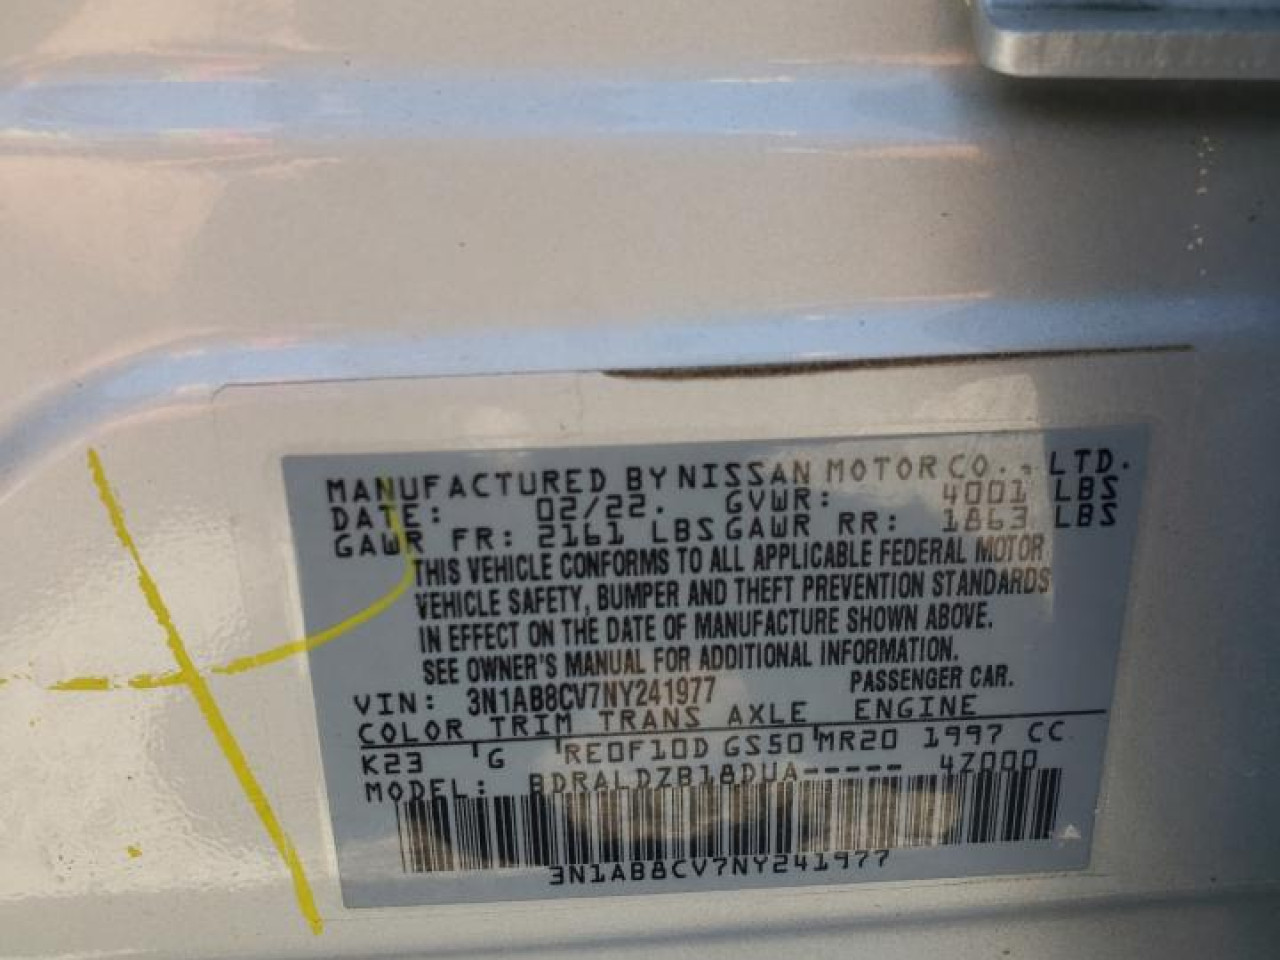 MANUFACTURED BY NISSAN MOTOR CO., LTD.
DATE: 02/22. GVWR: 4001 LBS
GAWR FR: 2161 LBS GAWR RR: 1863 LBS
THIS VEHICLE CONFORMS TO ALL APPLICABLE FEDERAL MOTOR
VEHICLE SAFETY, BUMPER AND THEFT PREVENTION STANDARDS
IN EFFECT ON THE DATE OF MANUFACTURE SHOWN ABOVE.
SEE OWNER'S MANUAL FOR ADDITIONAL INFORMATION.
VIN: 3N1AB8CV7NY241977 PASSENGER CAR.
COLOR TRIM TRANS AXLE ENGINE
K23 G RE0F10D GS50 MR20 1997 CC
MODEL: BDRALDZB18DUA----- 4Z000
3N1AB8CV7NY241977